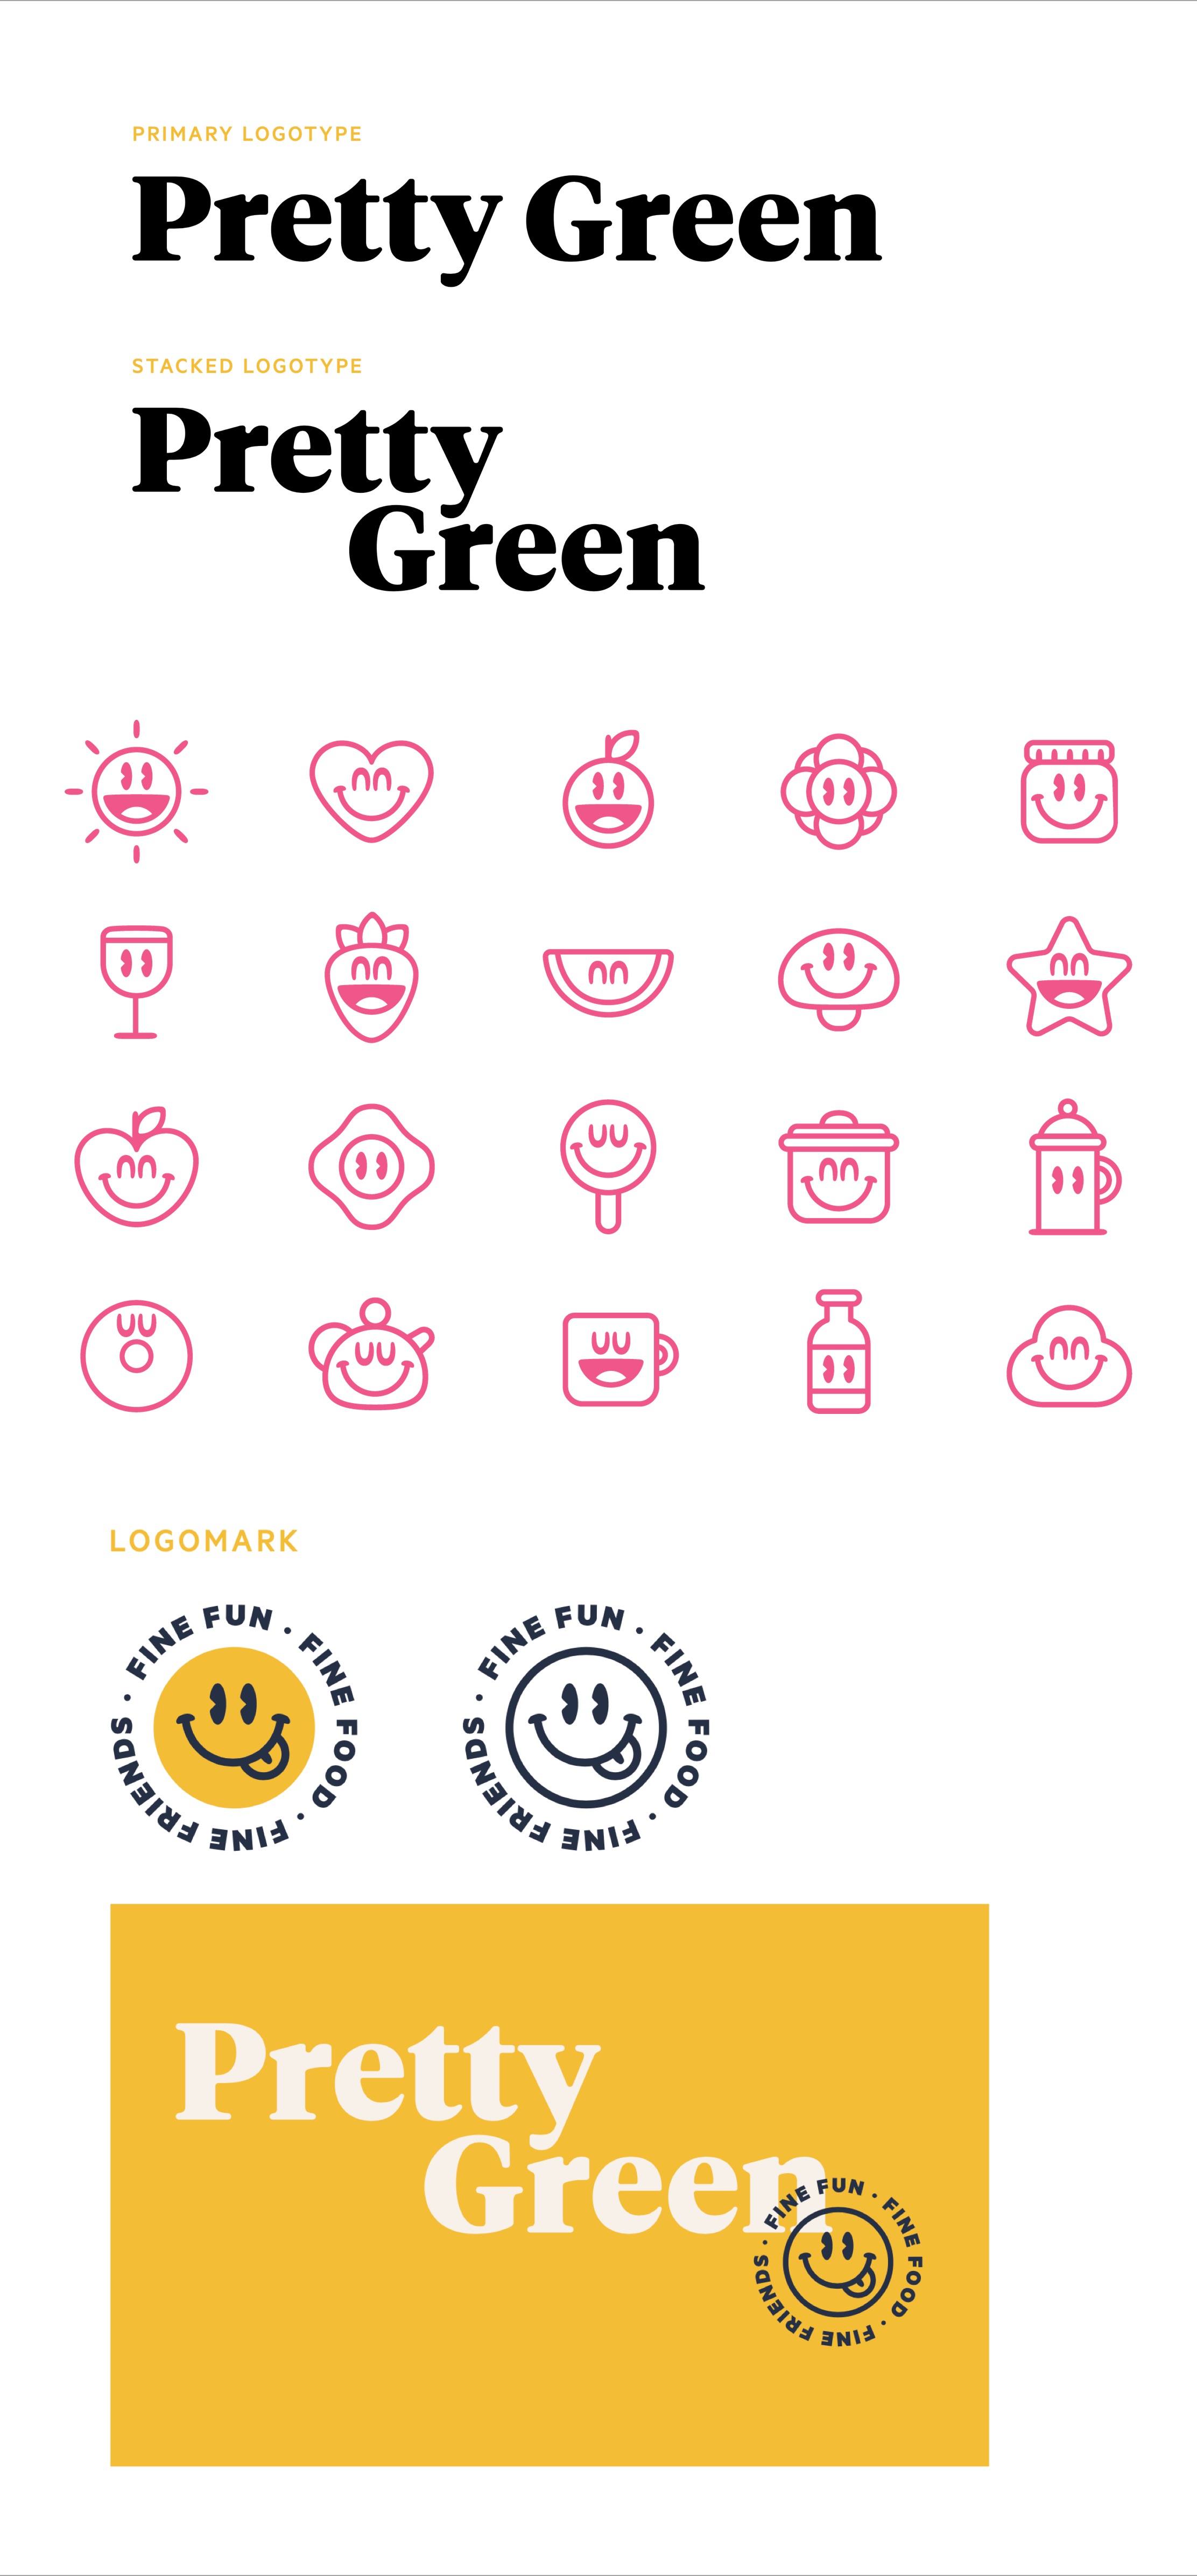 PRIMARY LOGOTYPE
Pretty Green
STACKED LOGOTYPE
Pretty
Green
LOGOMARK
FINE FUN · FINE FOOD · FINE FRIENDS ·
FINE FUN · FINE FOOD · FINE FRIENDS ·
Pretty
Green
FINE FUN · FINE FOOD · FINE FRIENDS ·